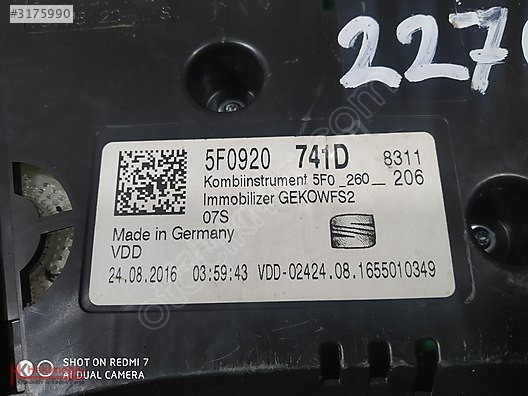 #3175990
227
5F0920 741D 8311
Kombiinstrument 5F0_260__ 206
Immobilizer GEKOWFS2
07S
Made in Germany
VDD
24.08.2016 03:59:43 VDD-02424.08.1655010349
SHOT ON REDMI 7
AI DUAL CAMERA